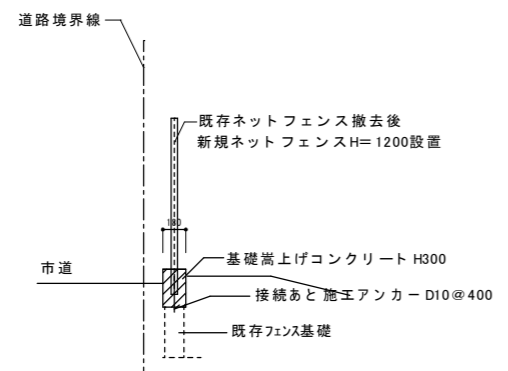 道路境界線
既存ネットフェンス撤去後
新規ネットフェンスH=1200設置
180
市道
基礎嵩上げコンクリート H300
接続あと施工アンカー D10@400
既存フェンス基礎